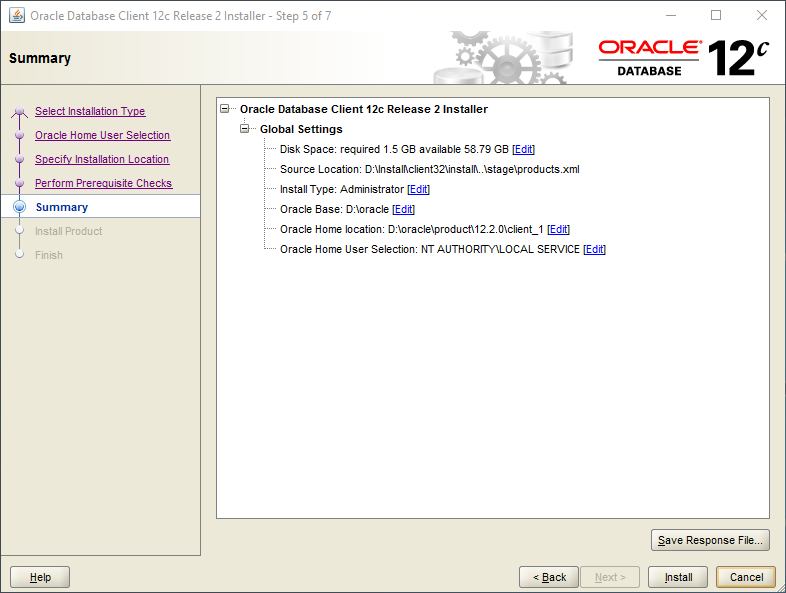 Oracle Database Client 12c Release 2 Installer - Step 5 of 7
Summary
ORACLE®
DATABASE
12c
Select Installation Type
Oracle Home User Selection
Specify Installation Location
Perform Prerequisite Checks
Summary
Install Product
Finish
Oracle Database Client 12c Release 2 Installer
Global Settings
Disk Space: required 1.5 GB available 58.79 GB [Edit]
Source Location: D:\Install\client32\install\..\stage\products.xml
Install Type: Administrator [Edit]
Oracle Base: D:\oracle [Edit]
Oracle Home location: D:\oracle\product\12.2.0\client_1 [Edit]
Oracle Home User Selection: NT AUTHORITY\LOCAL SERVICE [Edit]
Save Response File...
Help
< Back
Next >
Install
Cancel